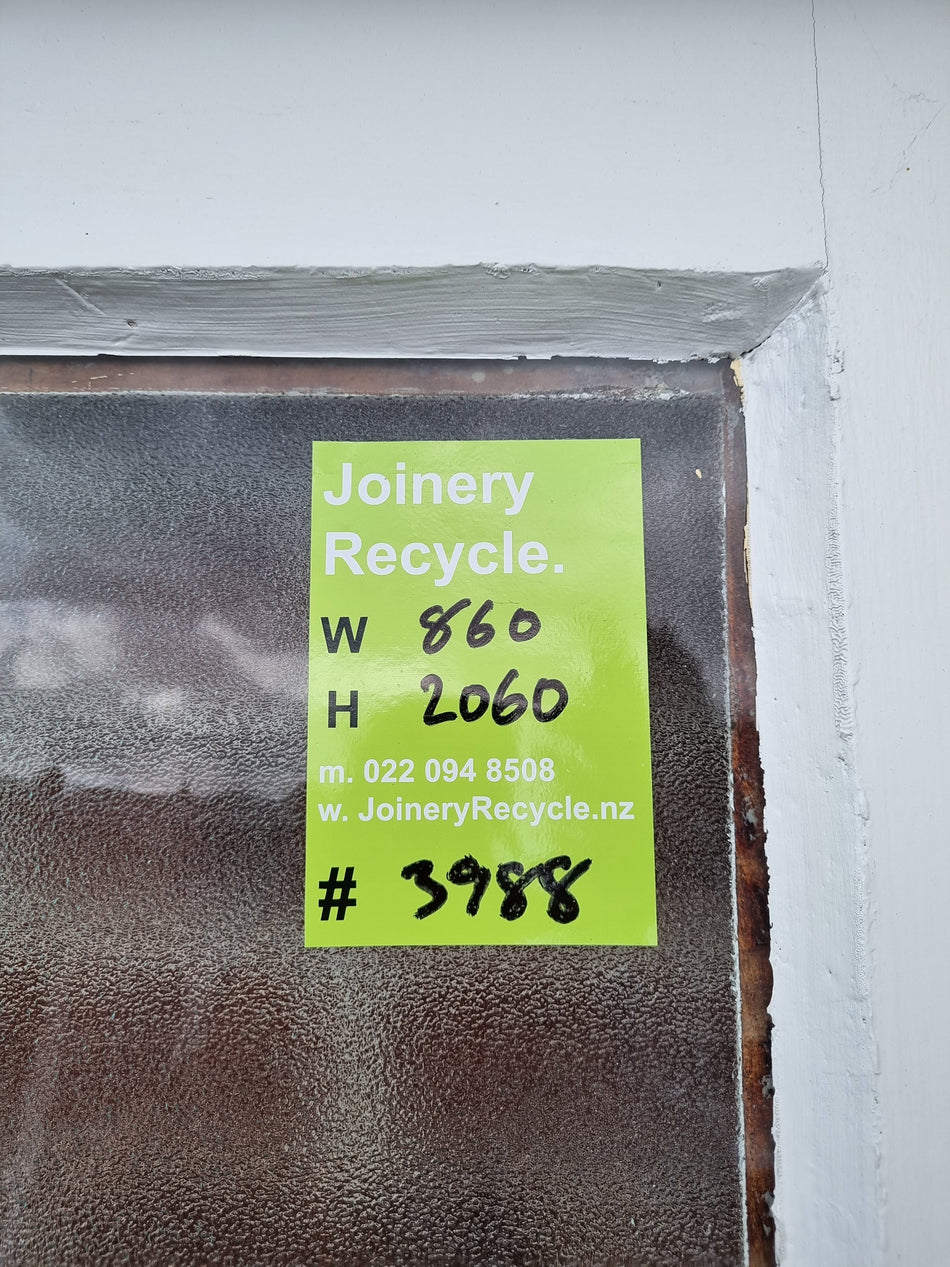 Joinery
Recycle.
W 860
H 2060
m. 022 094 8508
w. JoineryRecycle.nz
# 3988